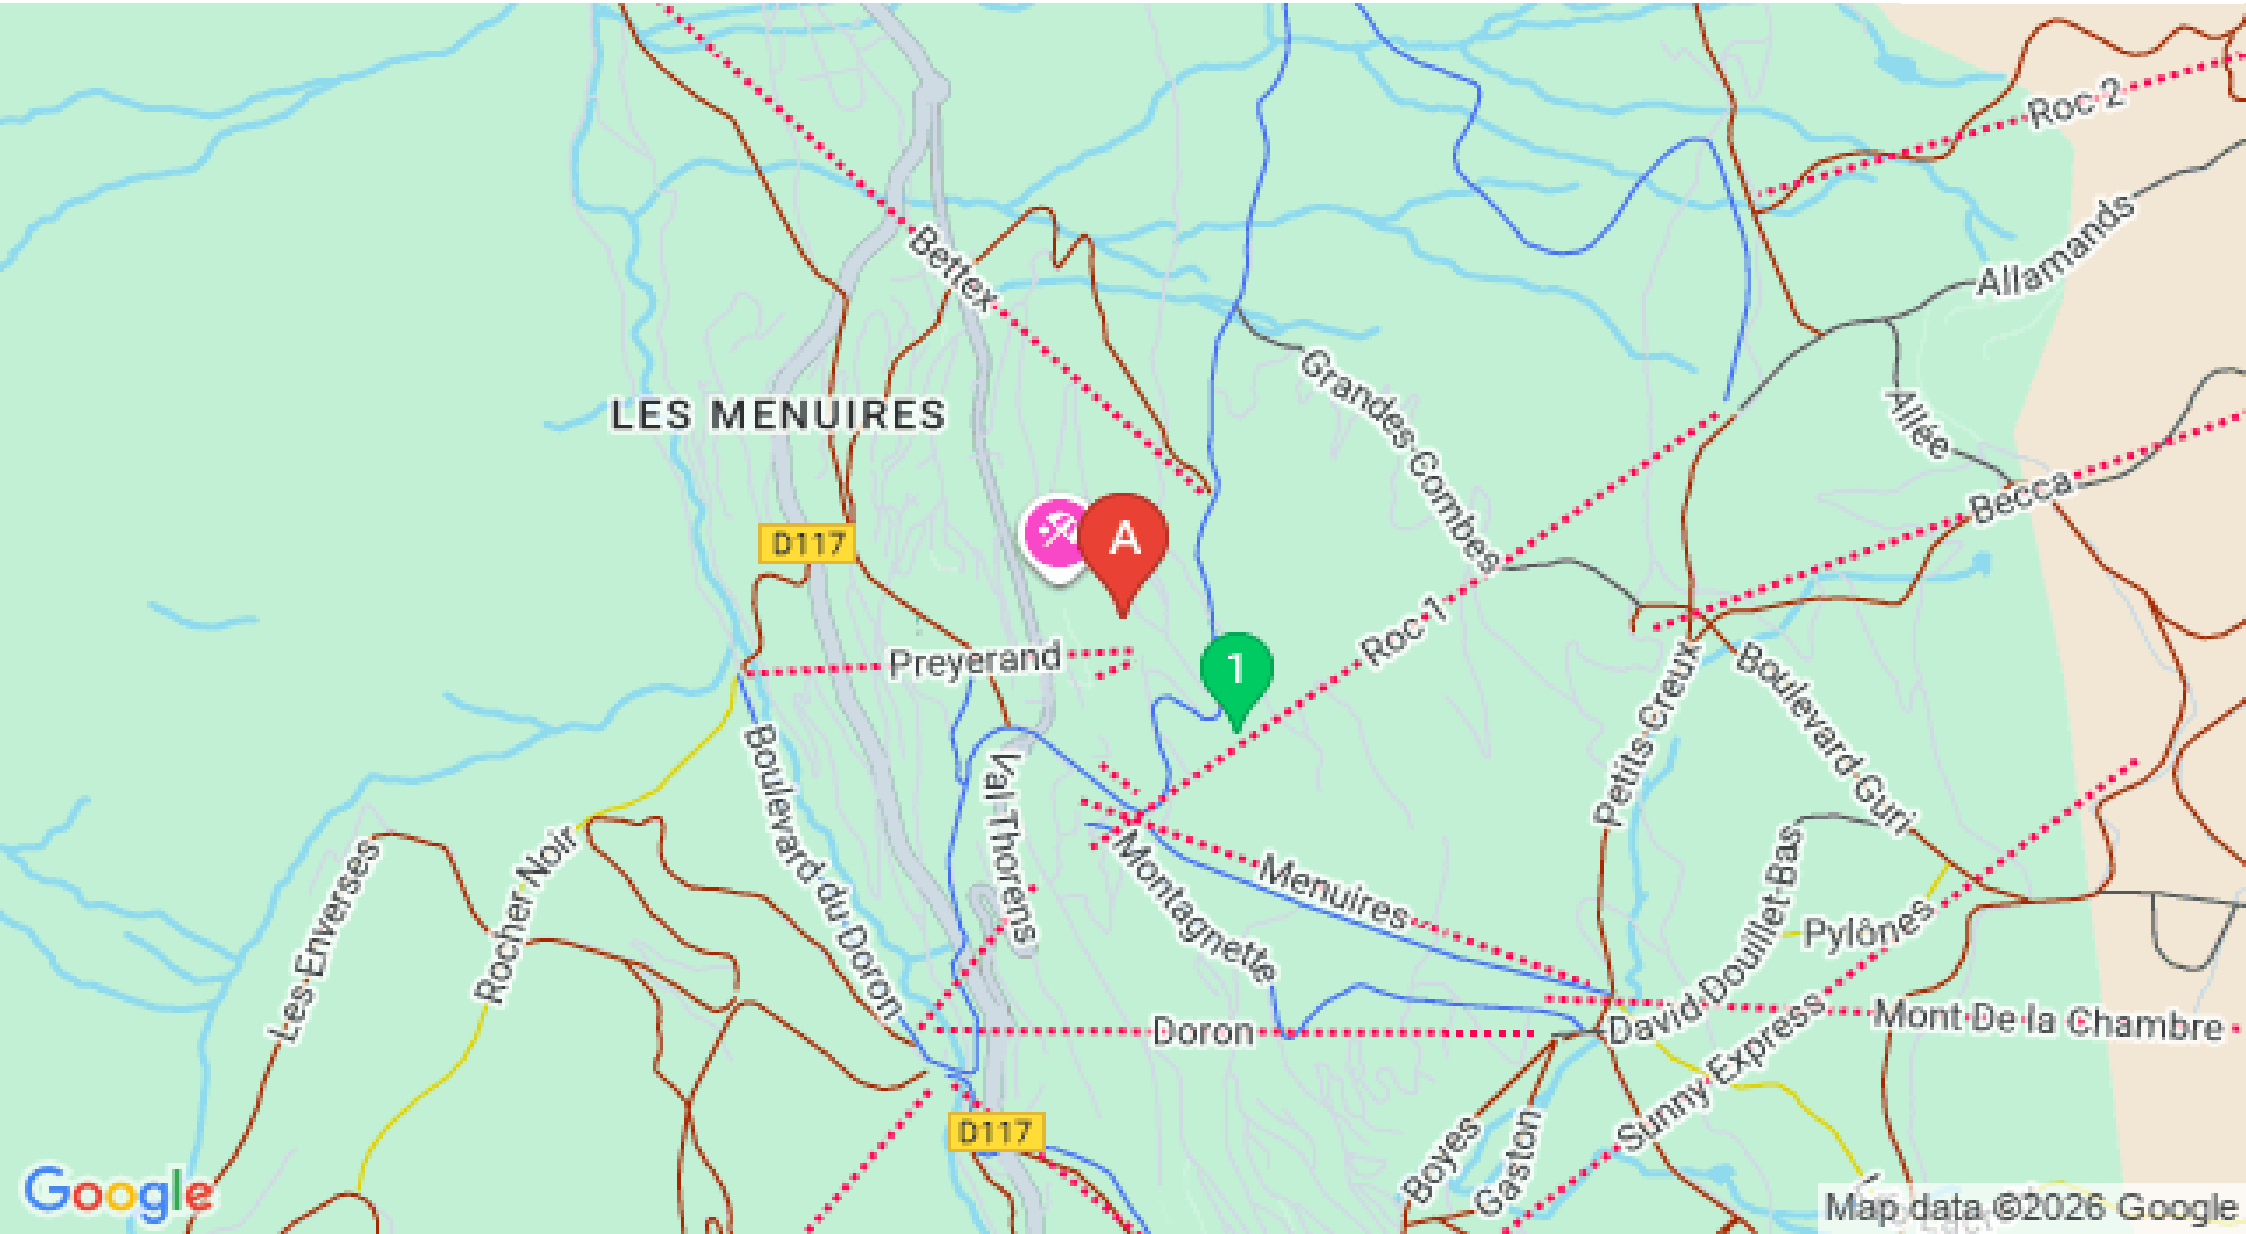 Roc 2
Allamands
Bettex
Grandes Combes
LES MENUIRES
Allée
Becca
D117
A
Roc 1
Preyerand
1
Petits Creux
Boulevard Guri
Boulevard du Doron
Val Thorens
Les Enverses
Rocher Noir
Montagnette
Menuires
David Douillet Bas
Pylônes
Doron
Mont De la Chambre
Sunny Express
D117
Boyes
Gaston
Google
Map data ©2026 Google